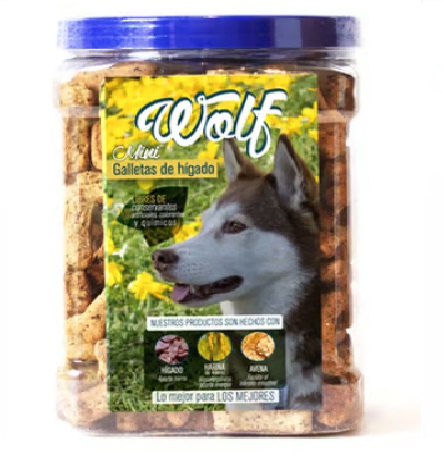 Wolf
Mini
Galletas de hígado
LIBRES DE
Y QUÍMICOS
NUESTROS PRODUCTOS SON HECHOS CON
HÍGADO
HARINA
AVENA
Lo mejor para LOS MEJORES